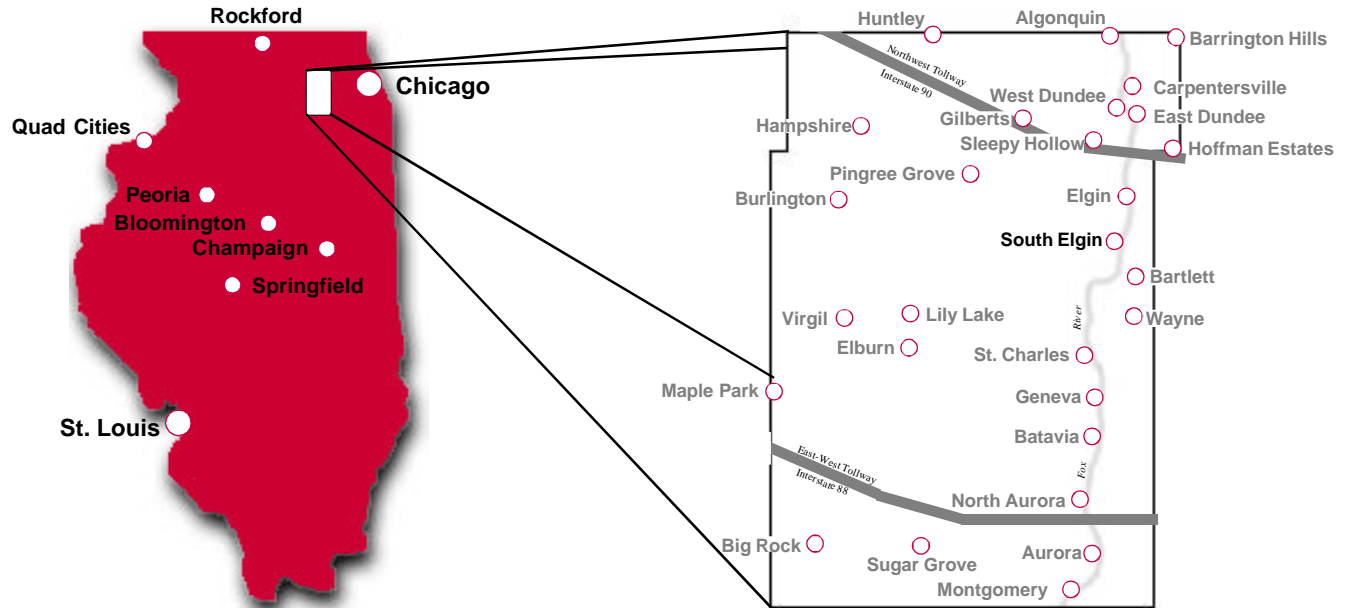 Rockford
Chicago
Quad Cities
Peoria
Bloomington
Champaign
Springfield
St. Louis
Huntley
Algonquin
Barrington Hills
Northwest Tollway
Interstate 90
Carpentersville
West Dundee
East Dundee
Gilberts
Hampshire
Sleepy Hollow
Hoffman Estates
Pingree Grove
Burlington
Elgin
South Elgin
Bartlett
Virgil
Lily Lake
River
Wayne
Elburn
St. Charles
Maple Park
Geneva
Batavia
East-West Tollway
Interstate 88
Fox
North Aurora
Big Rock
Sugar Grove
Aurora
Montgomery